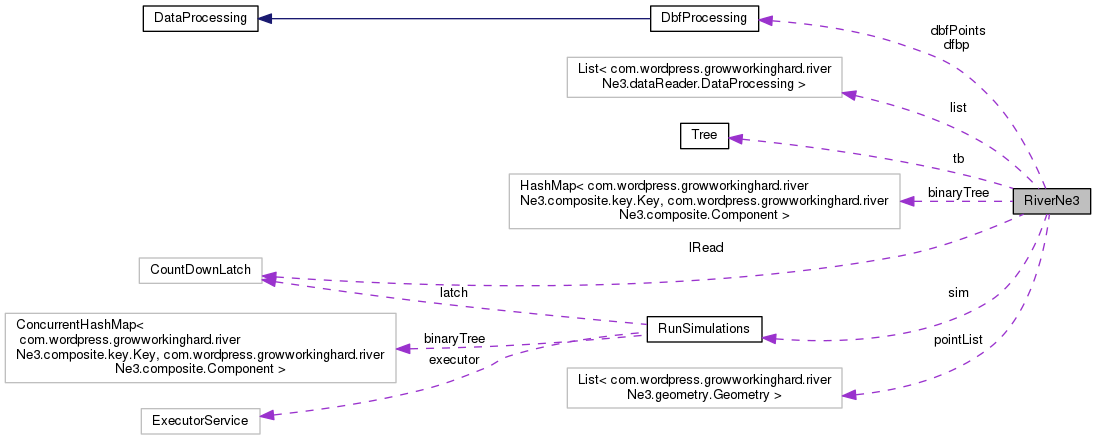 DataProcessing
DbfProcessing
dbfPoints
dfbp
List< com.wordpress.growworkinghard.river
Ne3.dataReader.DataProcessing >
list
Tree
tb
HashMap< com.wordpress.growworkinghard.river
Ne3.composite.key.Key, com.wordpress.growworkinghard.river
Ne3.composite.Component >
binaryTree
RiverNe3
lRead
CountDownLatch
latch
sim
ConcurrentHashMap<
com.wordpress.growworkinghard.river
Ne3.composite.key.Key, com.wordpress.growworkinghard.river
Ne3.composite.Component >
binaryTree
executor
RunSimulations
pointList
List< com.wordpress.growworkinghard.river
Ne3.geometry.Geometry >
ExecutorService